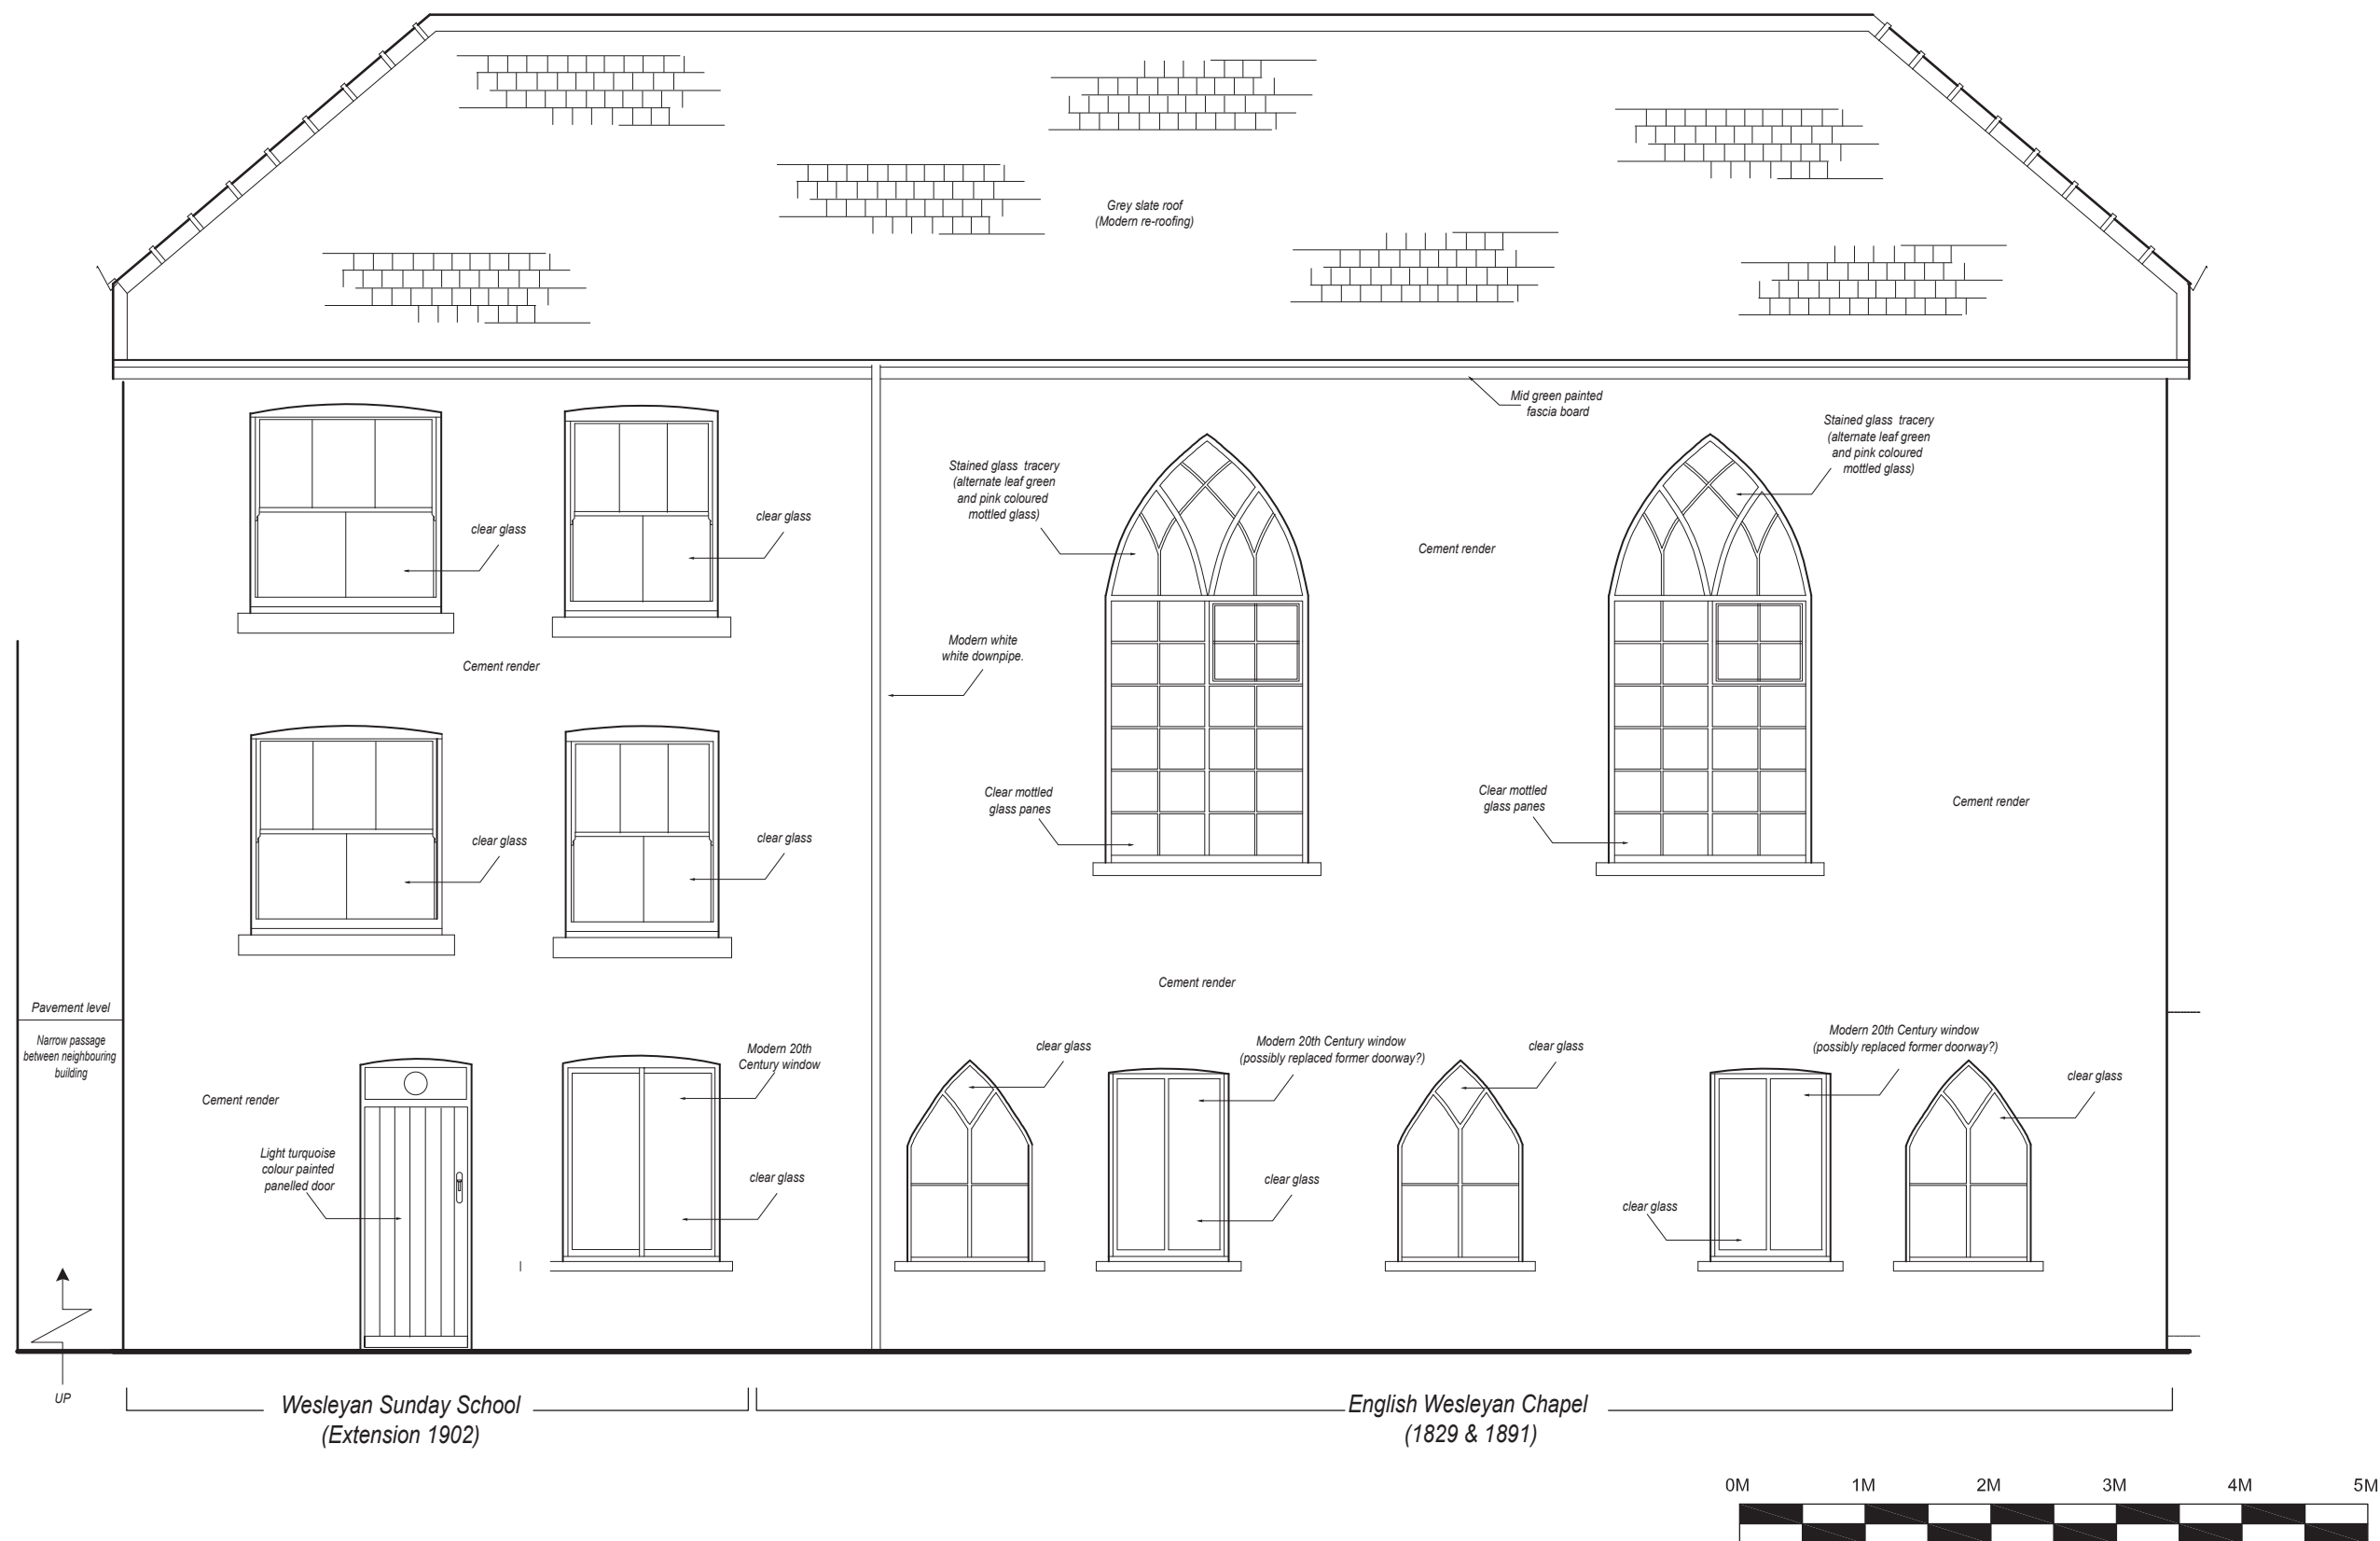 Grey slate roof
(Modern re-roofing)
Mid green painted
fascia board
Stained glass tracery
(alternate leaf green
and pink coloured
mottled glass)
Stained glass tracery
(alternate leaf green
and pink coloured
mottled glass)
clear glass
clear glass
Cement render
Modern white
white downpipe.
Cement render
Clear mottled
glass panes
Clear mottled
glass panes
Cement render
clear glass
clear glass
Cement render
Pavement level
Narrow passage
between neighbouring
building
Modern 20th
Century window
clear glass
Modern 20th Century window
(possibly replaced former doorway?)
clear glass
Modern 20th Century window
(possibly replaced former doorway?)
clear glass
Cement render
Light turquoise
colour painted
panelled door
clear glass
clear glass
clear glass
UP
Wesleyan Sunday School
(Extension 1902)
English Wesleyan Chapel
(1829 & 1891)
0M 1M 2M 3M 4M 5M